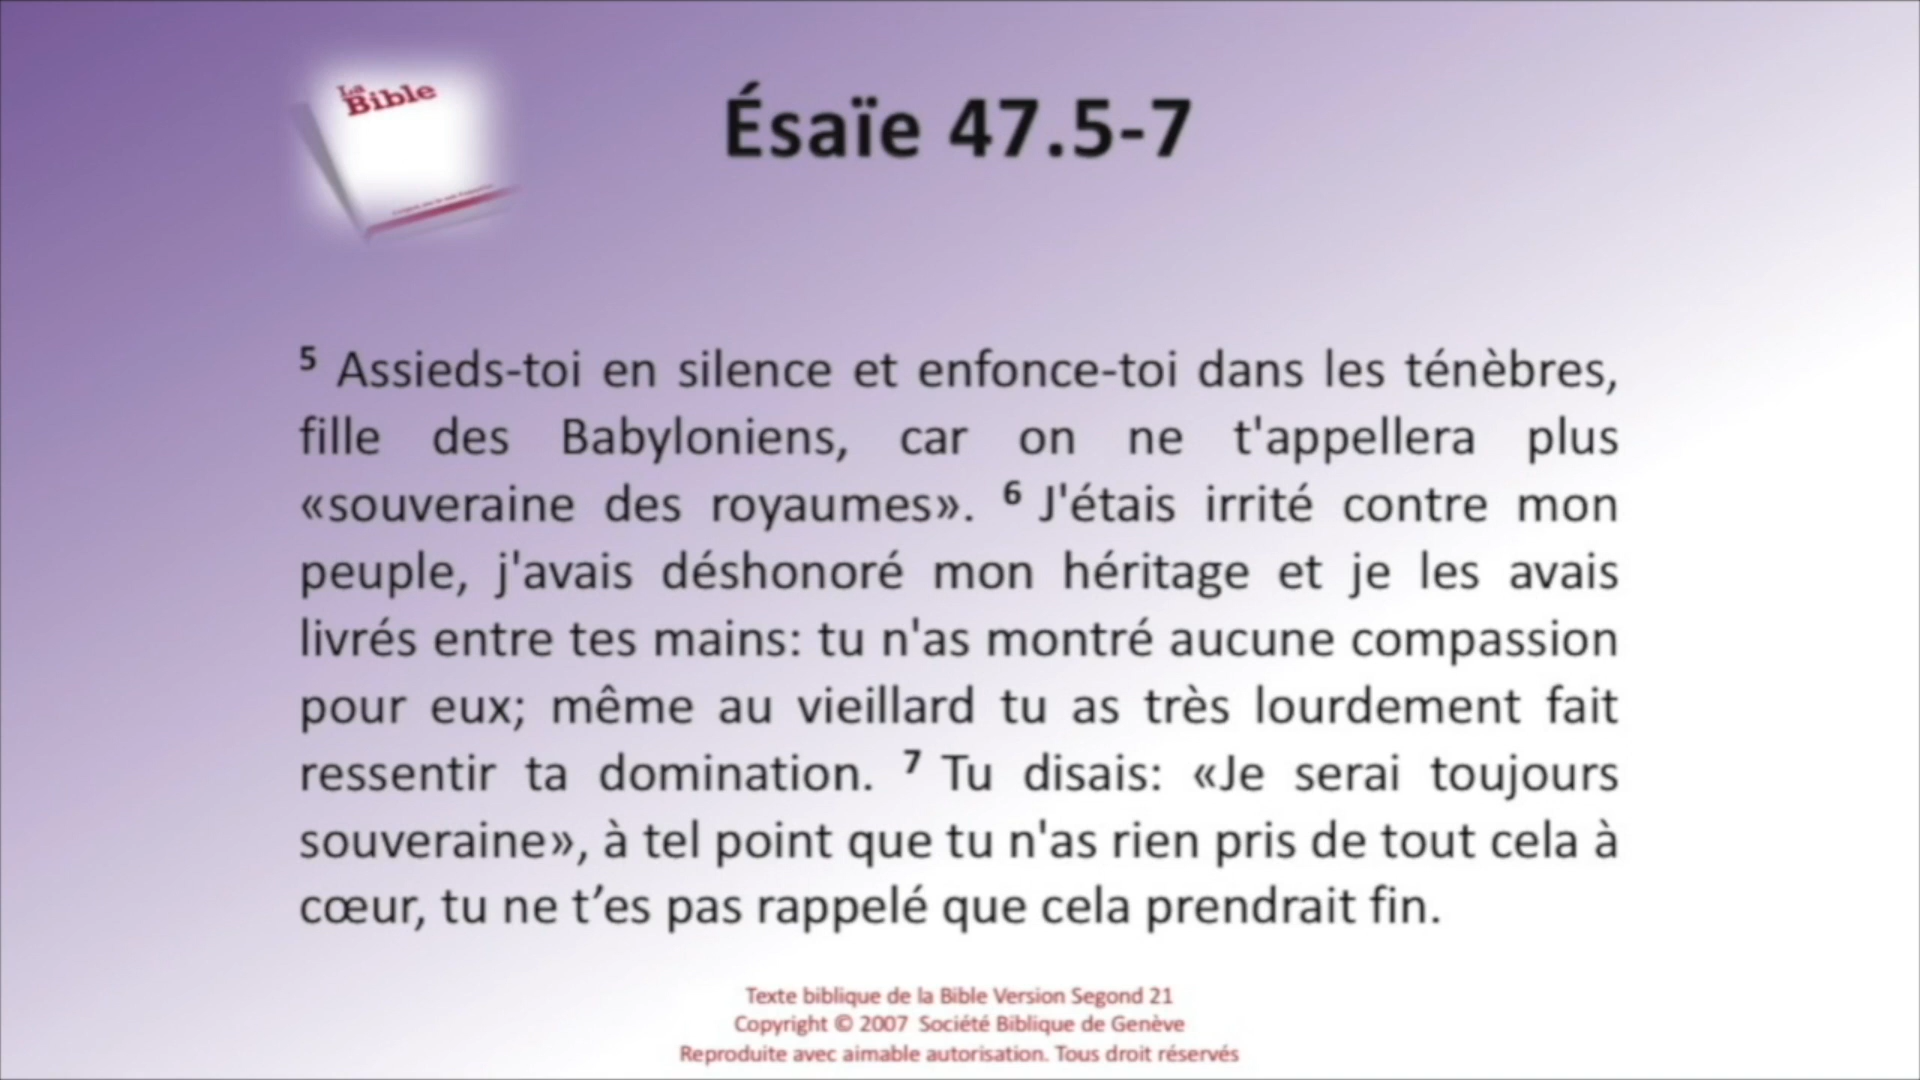 La
Bible
Ésaïe 47.5-7
5 Assieds-toi en silence et enfonce-toi dans les ténèbres,
fille des Babyloniens, car on ne t'appellera plus
«souveraine des royaumes». 6 J'étais irrité contre mon
peuple, j'avais déshonoré mon héritage et je les avais
livrés entre tes mains: tu n'as montré aucune compassion
pour eux; même au vieillard tu as très lourdement fait
ressentir ta domination. 7 Tu disais: «Je serai toujours
souveraine», à tel point que tu n'as rien pris de tout cela à
cœur, tu ne t’es pas rappelé que cela prendrait fin.
Texte biblique de la Bible Version Segond 21
Copyright © 2007 Société Biblique de Genève
Reproduite avec aimable autorisation. Tous droit réservés